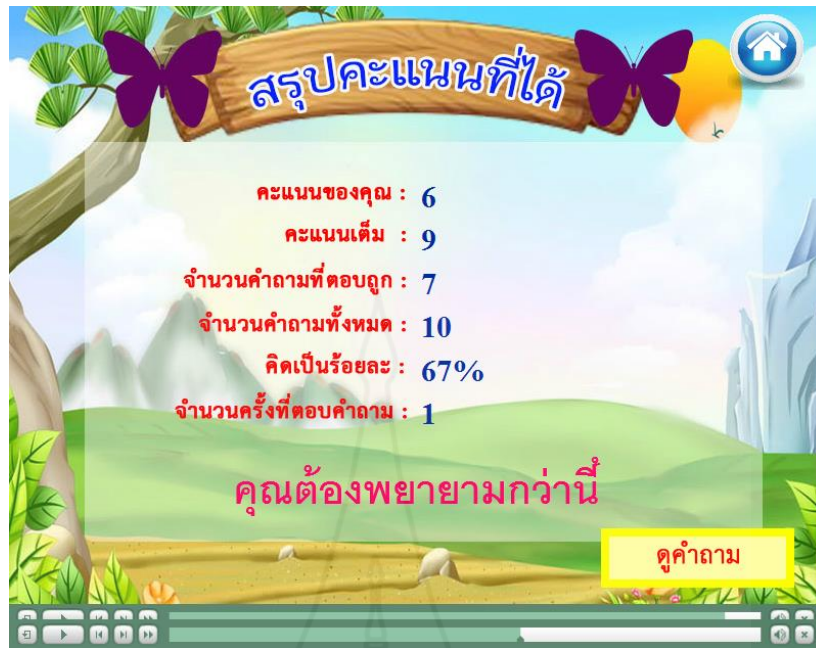 สรุปคะแนนที่ได้
คะแนนของคุณ : 6
คะแนนเต็ม : 9
จำนวนคำถามที่ตอบถูก : 7
จำนวนคำถามทั้งหมด : 10
คิดเป็นร้อยละ : 67%
จำนวนครั้งที่ตอบคำถาม : 1
คุณต้องพยายามกว่านี้
ดูคำถาม